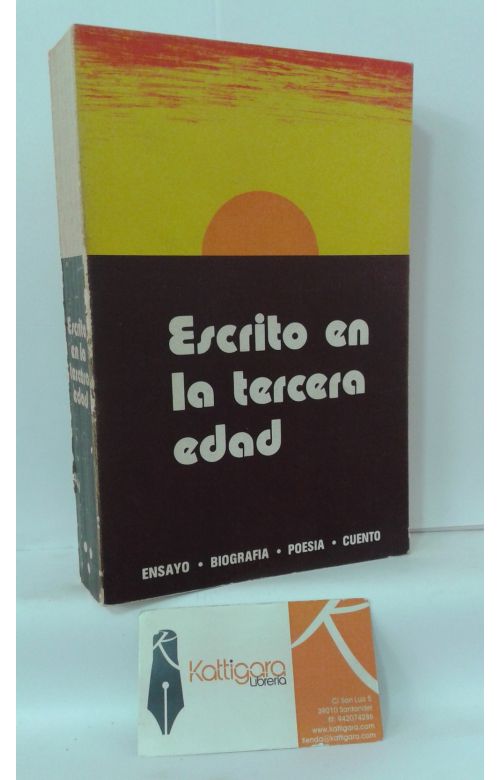 Escrito en
la tercera
edad
ENSAYO • BIOGRAFIA • POESIA • CUENTO
Escrito
en la
tercera
edad
Kattigara
Librería
C/ San Luis 5
39010 Santander
tlf: 942074286
www.kattigara.com
tienda@kattigara.com